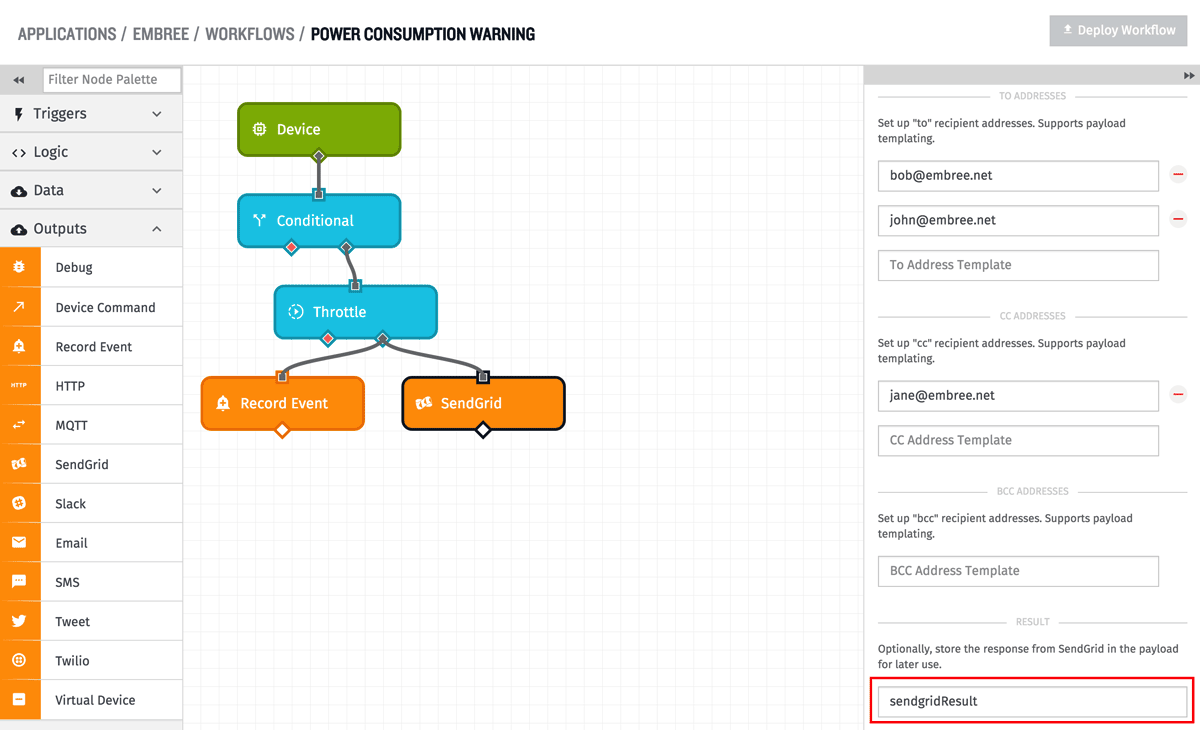 APPLICATIONS / EMBREE / WORKFLOWS / POWER CONSUMPTION WARNING
Deploy Workflow
Filter Node Palette
Triggers
Logic
Data
Outputs
Debug
Device Command
Record Event
HTTP
HTTP
MQTT
SendGrid
Slack
Email
SMS
Tweet
Twilio
Virtual Device
Device
Conditional
Throttle
Record Event
SendGrid
TO ADDRESSES
Set up "to" recipient addresses. Supports payload
templating.
bob@embree.net
john@embree.net
To Address Template
CC ADDRESSES
Set up "cc" recipient addresses. Supports payload
templating.
jane@embree.net
CC Address Template
BCC ADDRESSES
Set up "bcc" recipient addresses. Supports payload
templating.
BCC Address Template
RESULT
Optionally, store the response from SendGrid in the payload
for later use.
sendgridResult